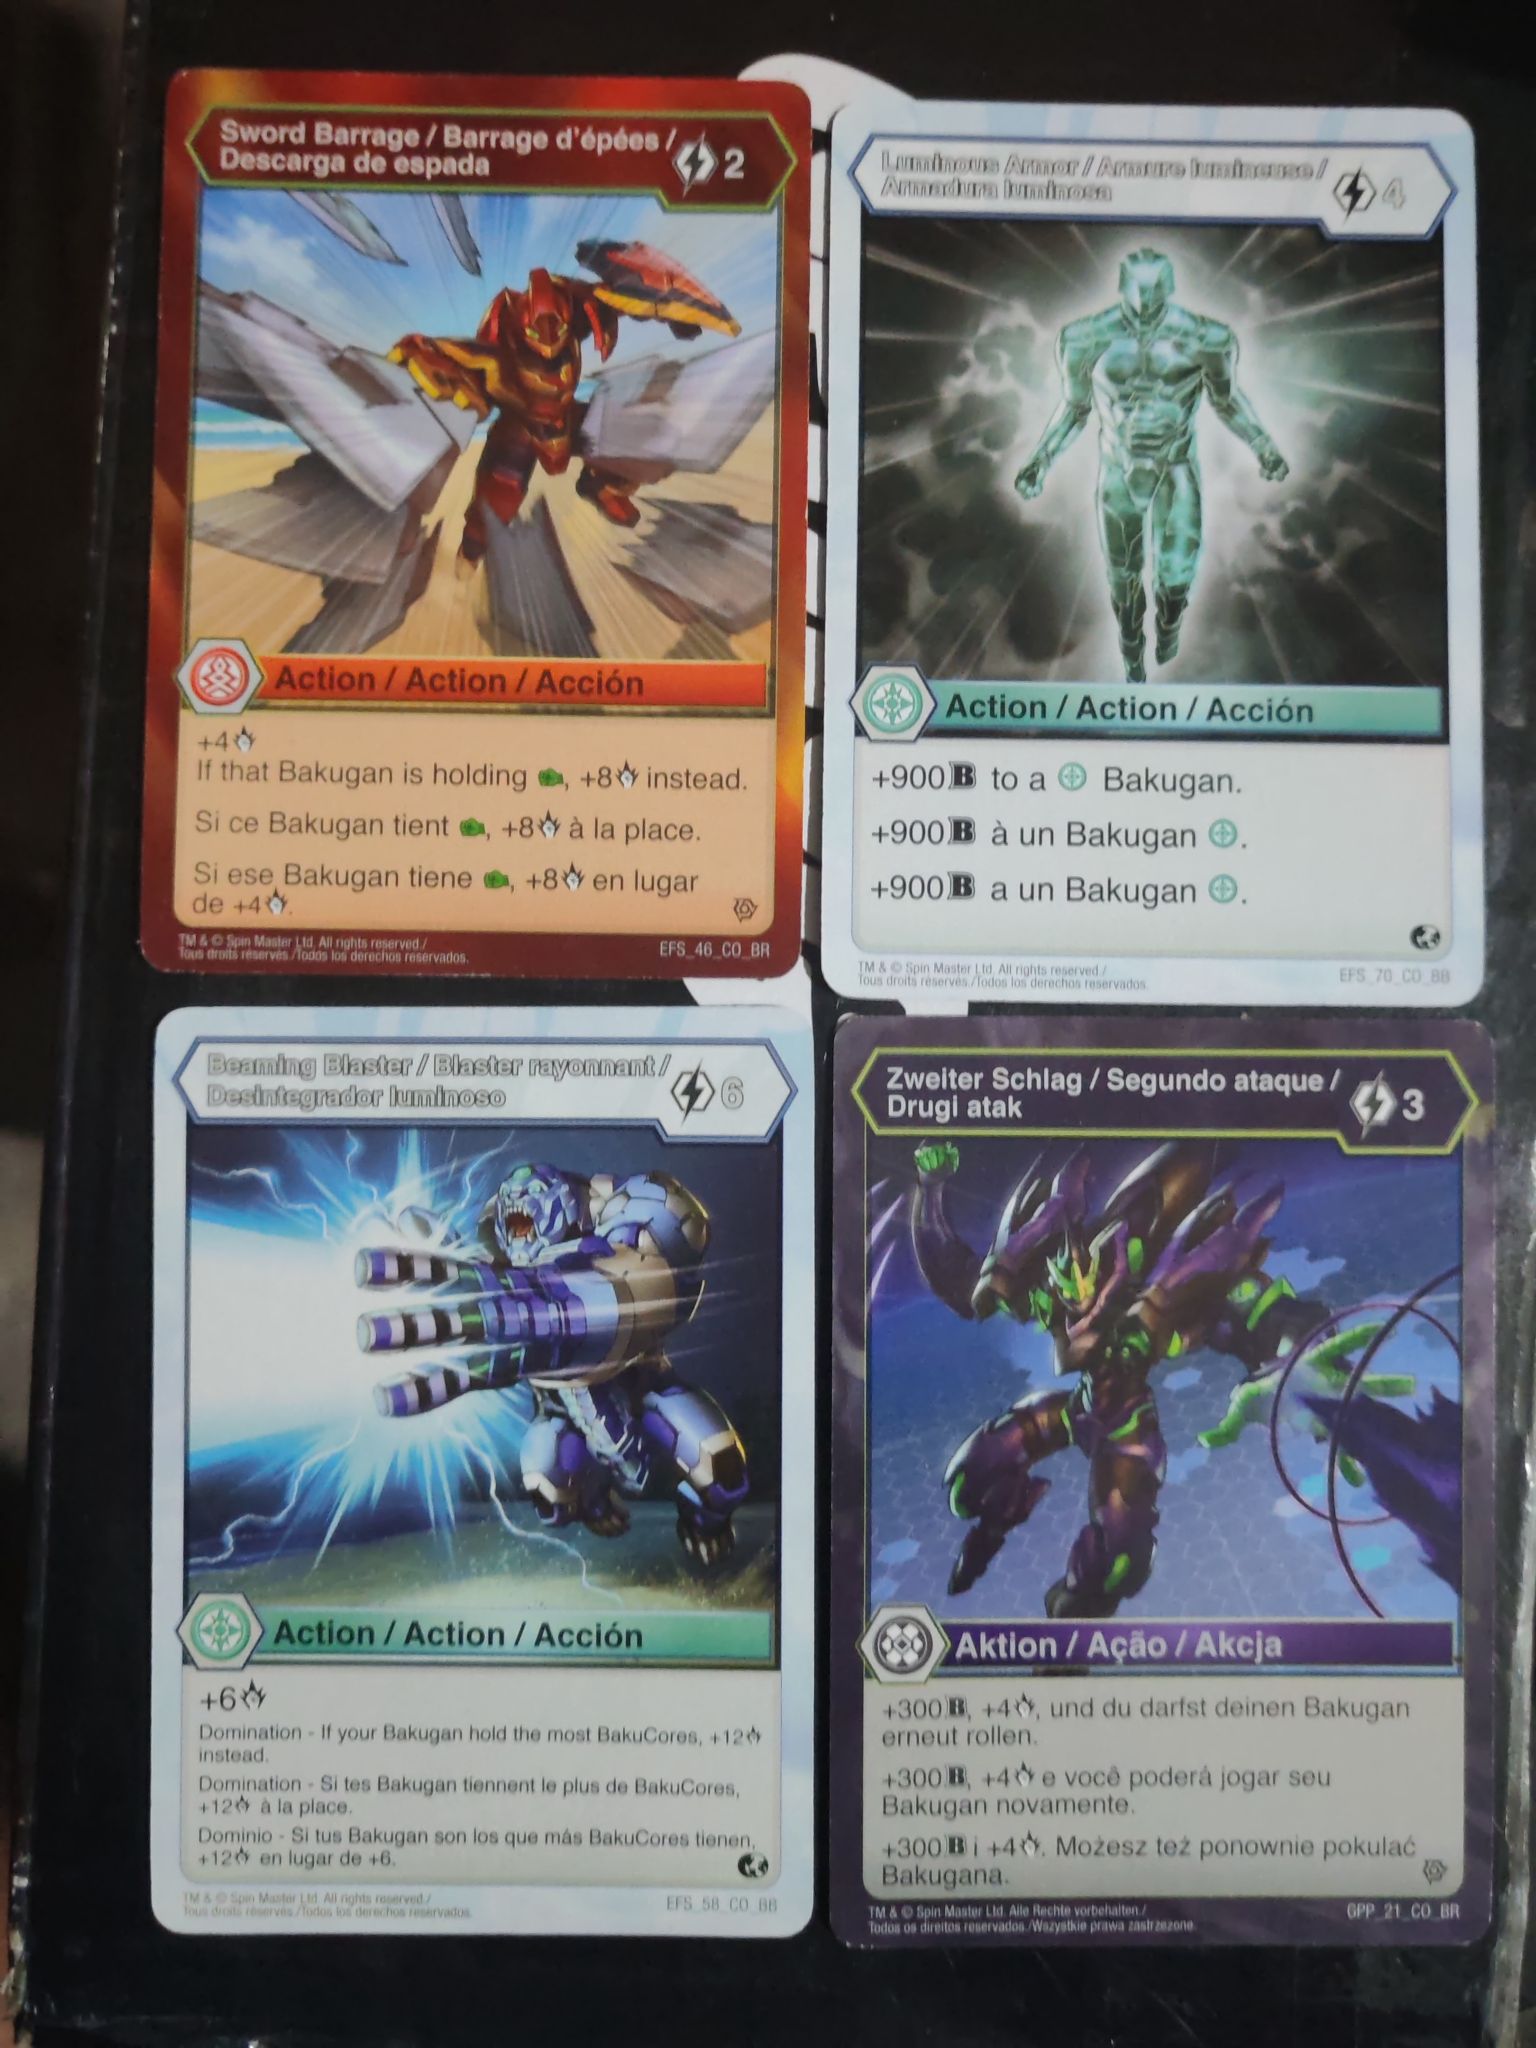 Sword Barrage / Barrage d'épées /
Descarga de espada
2
Action / Action / Acción
+4
If that Bakugan is holding , +8 instead.
Si ce Bakugan tient , +8 à la place.
Si ese Bakugan tiene , +8 en lugar
de +4 .
TM & © Spin Master Ltd. All rights reserved./
Tous droits réservés./Todos los derechos reservados.
EFS_46_CO_BR
Luminous Armor / Armure lumineuse /
Armadura luminosa
4
Action / Action / Acción
+900 B to a Bakugan.
+900 B à un Bakugan .
+900 B a un Bakugan .
TM & © Spin Master Ltd. All rights reserved./
Tous droits réservés./Todos los derechos reservados.
EFS_70_CO_BB
Beaming Blaster / Blaster rayonnant /
Desintegrador luminoso
6
Action / Action / Acción
+6
Domination - If your Bakugan hold the most BakuCores, +12
instead.
Domination - Si tes Bakugan tiennent le plus de BakuCores,
+12 à la place.
Dominio - Si tus Bakugan son los que más BakuCores tienen,
+12 en lugar de +6.
TM & © Spin Master Ltd. All rights reserved./
Tous droits réservés./Todos los derechos reservados.
EFS_58_CO_BB
Zweiter Schlag / Segundo ataque /
Drugi atak
3
Aktion / Ação / Akcja
+300 B, +4 , und du darfst deinen Bakugan
erneut rollen.
+300 B, +4 e você poderá jogar seu
Bakugan novamente.
+300 B i +4 . Możesz też ponownie pokulać
Bakugana.
TM & © Spin Master Ltd. Alle Rechte vorbehalten./
Todos os direitos reservados./Wszystkie prawa zastrzeżone.
GPP_21_CO_BR